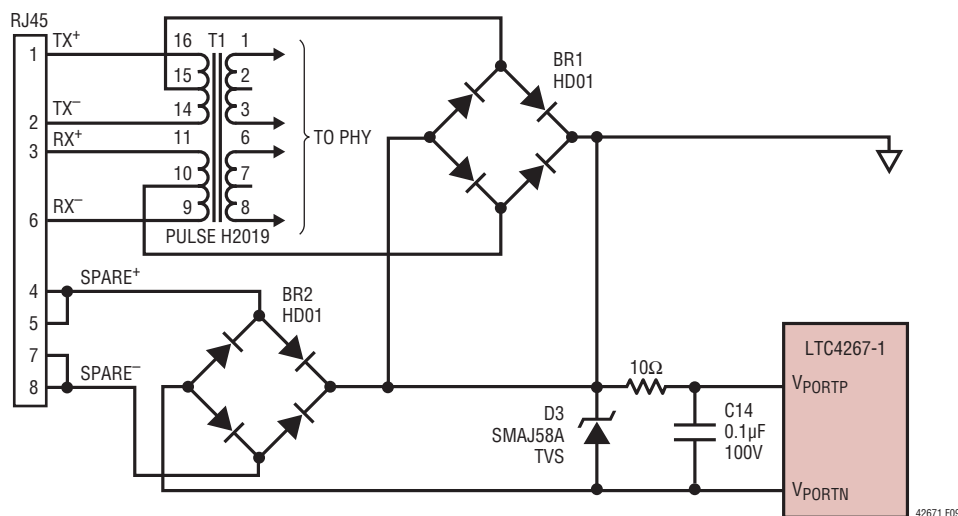 RJ45
1
TX+
2
TX−
3
RX+
6
RX−
4
SPARE+
5
7
8
SPARE−
16
T1
1
15
2
14
3
11
6
10
7
9
8
PULSE H2019
TO PHY
BR1
HD01
BR2
HD01
10Ω
D3
SMAJ58A
TVS
C14
0.1µF
100V
LTC4267-1
VPORTP
VPORTN
42671 F09